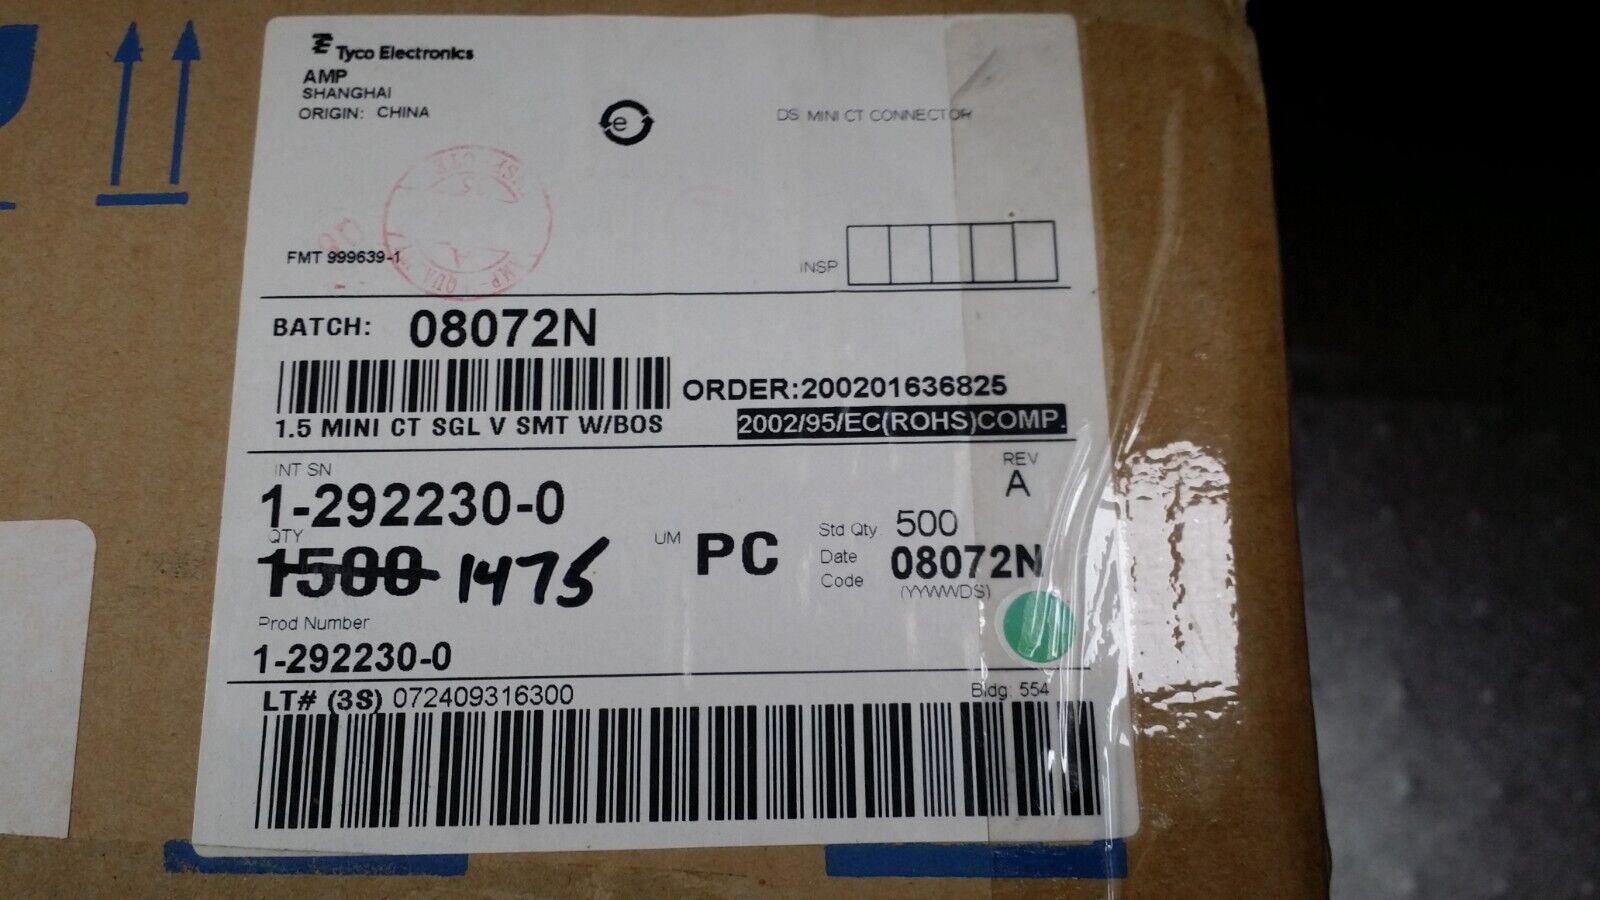 TE Tyco Electronics
AMP
SHANGHAI
ORIGIN: CHINA
e
DS MINI CT CONNECTOR
FMT 999639-1
INSP
BATCH: 08072N
ORDER:200201636825
1.5 MINI CT SGL V SMT W/BOS
2002/95/EC(ROHS)COMP.
INT SN
REV
A
1-292230-0
QTY
1500 1475
UM PC
Std Qty 500
Date Code 08072N
(YYWWDS)
Prod Number
1-292230-0
LT# (3S) 072409316300
Bldg: 554